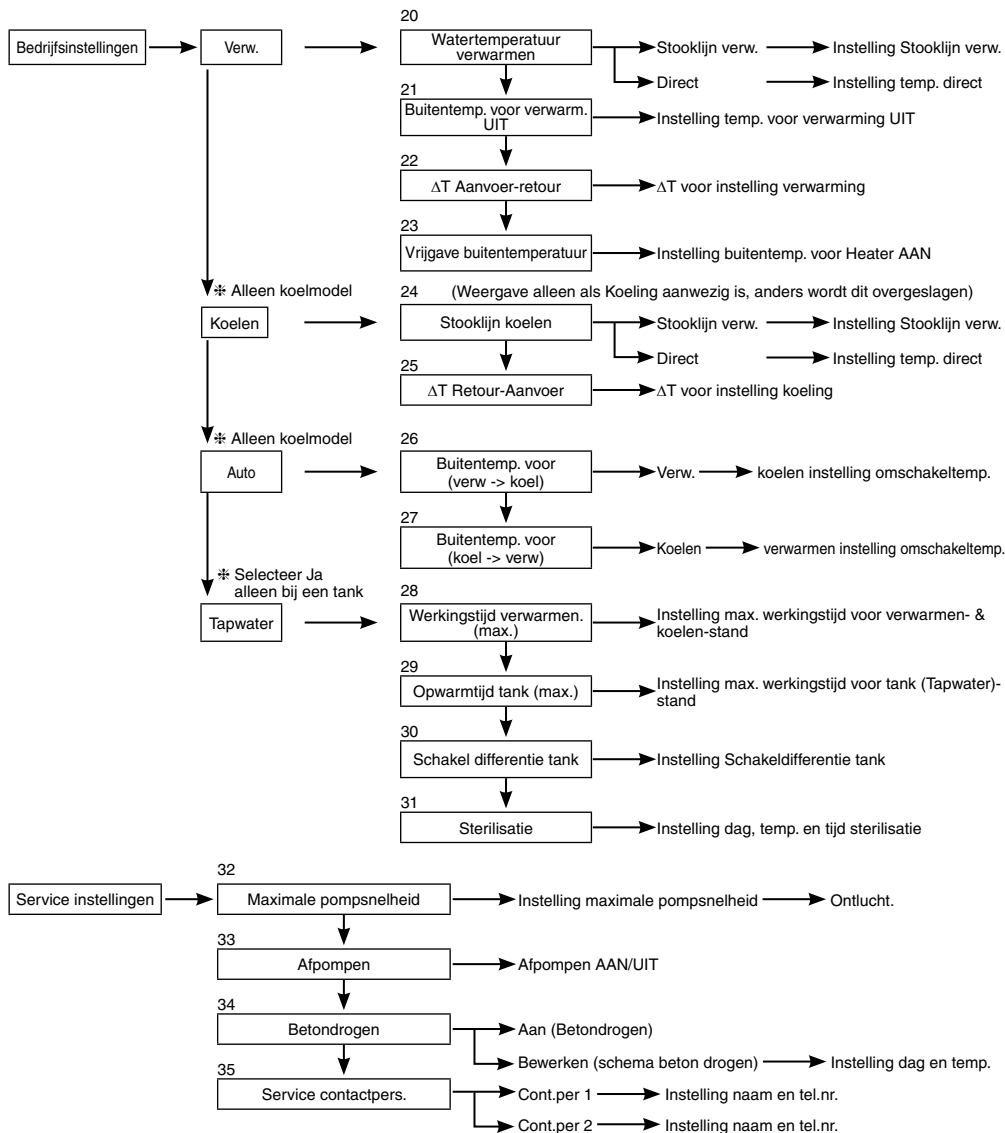 20
Bedrijfsinstellingen
Verw.
Watertemperatuur
verwarmen
Stooklijn verw.
Instelling Stooklijn verw.
Direct
Instelling temp. direct
21
Buitentemp. voor verwarm.
UIT
Instelling temp. voor verwarming UIT
22
ΔT Aanvoer-retour
ΔT voor instelling verwarming
23
Vrijgave buitentemperatuur
Instelling buitentemp. voor Heater AAN
❉ Alleen koelmodel
24 (Weergave alleen als Koeling aanwezig is, anders wordt dit overgeslagen)
Koelen
Stooklijn koelen
Stooklijn verw.
Instelling Stooklijn verw.
Direct
Instelling temp. direct
25
ΔT Retour-Aanvoer
ΔT voor instelling koeling
❉ Alleen koelmodel
26
Auto
Buitentemp. voor
(verw -> koel)
Verw.
koelen instelling omschakeltemp.
27
Buitentemp. voor
(koel -> verw)
Koelen
verwarmen instelling omschakeltemp.
❉ Selecteer Ja
alleen bij een tank
28
Tapwater
Werkingstijd verwarmen.
(max.)
Instelling max. werkingstijd voor verwarmen- &
koelen-stand
29
Opwarmtijd tank (max.)
Instelling max. werkingstijd voor tank (Tapwater)-
stand
30
Schakel differentie tank
Instelling Schakeldifferentie tank
31
Sterilisatie
Instelling dag, temp. en tijd sterilisatie
32
Service instellingen
Maximale pompsnelheid
Instelling maximale pompsnelheid
Ontlucht.
33
Afpompen
Afpompen AAN/UIT
34
Betondrogen
Aan (Betondrogen)
Bewerken (schema beton drogen)
Instelling dag en temp.
35
Service contactpers.
Cont.per 1
Instelling naam en tel.nr.
Cont.per 2
Instelling naam en tel.nr.